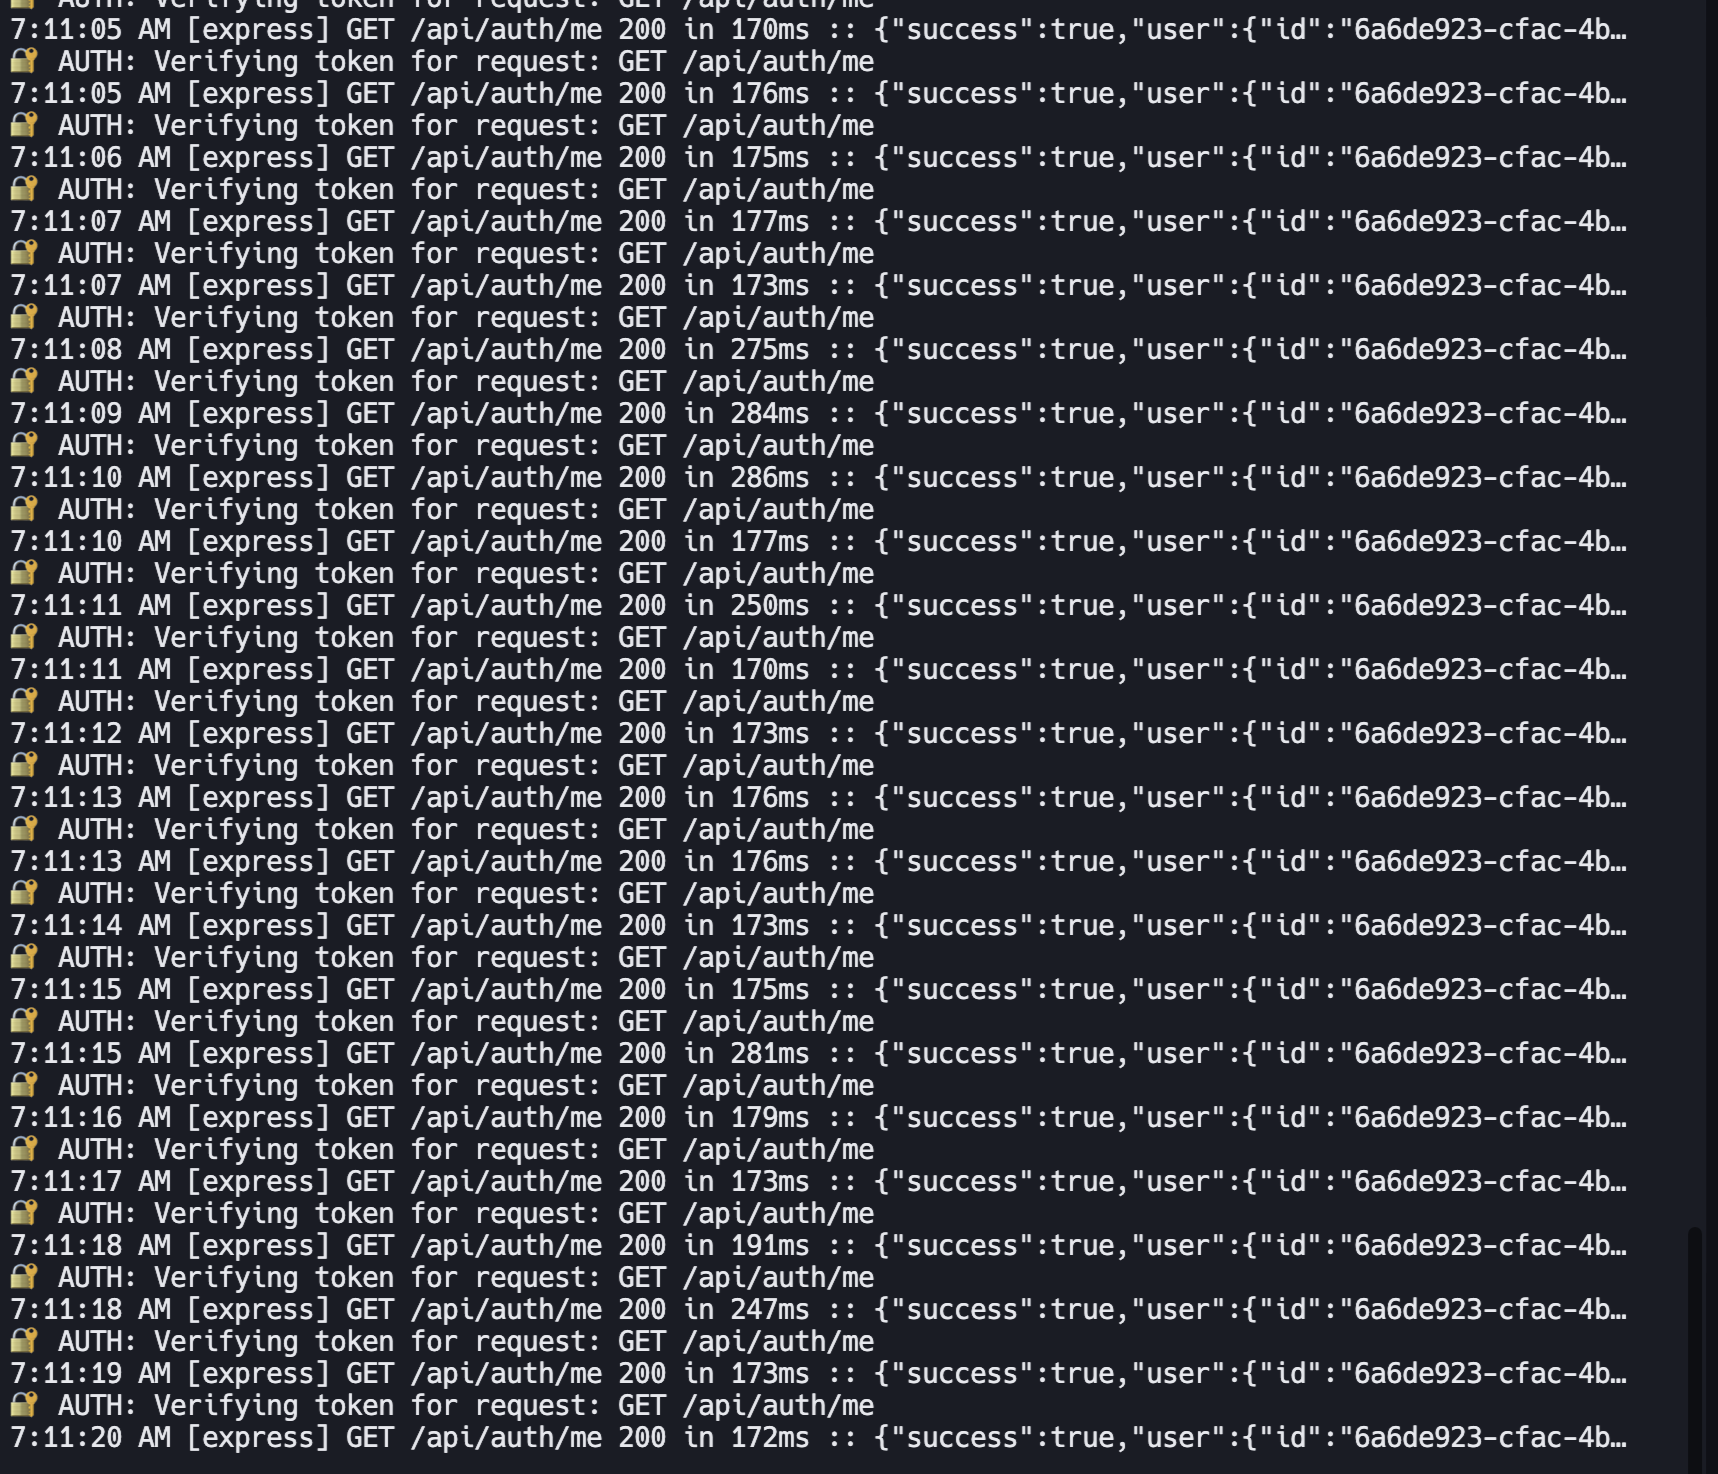 🔐 AUTH: Verifying token for request: GET /api/auth/me
7:11:05 AM [express] GET /api/auth/me 200 in 170ms :: {"success":true,"user":{"id":"6a6de923-cfac-4b…
🔐 AUTH: Verifying token for request: GET /api/auth/me
7:11:05 AM [express] GET /api/auth/me 200 in 176ms :: {"success":true,"user":{"id":"6a6de923-cfac-4b…
🔐 AUTH: Verifying token for request: GET /api/auth/me
7:11:06 AM [express] GET /api/auth/me 200 in 175ms :: {"success":true,"user":{"id":"6a6de923-cfac-4b…
🔐 AUTH: Verifying token for request: GET /api/auth/me
7:11:07 AM [express] GET /api/auth/me 200 in 177ms :: {"success":true,"user":{"id":"6a6de923-cfac-4b…
🔐 AUTH: Verifying token for request: GET /api/auth/me
7:11:07 AM [express] GET /api/auth/me 200 in 173ms :: {"success":true,"user":{"id":"6a6de923-cfac-4b…
🔐 AUTH: Verifying token for request: GET /api/auth/me
7:11:08 AM [express] GET /api/auth/me 200 in 275ms :: {"success":true,"user":{"id":"6a6de923-cfac-4b…
🔐 AUTH: Verifying token for request: GET /api/auth/me
7:11:09 AM [express] GET /api/auth/me 200 in 284ms :: {"success":true,"user":{"id":"6a6de923-cfac-4b…
🔐 AUTH: Verifying token for request: GET /api/auth/me
7:11:10 AM [express] GET /api/auth/me 200 in 286ms :: {"success":true,"user":{"id":"6a6de923-cfac-4b…
🔐 AUTH: Verifying token for request: GET /api/auth/me
7:11:10 AM [express] GET /api/auth/me 200 in 177ms :: {"success":true,"user":{"id":"6a6de923-cfac-4b…
🔐 AUTH: Verifying token for request: GET /api/auth/me
7:11:11 AM [express] GET /api/auth/me 200 in 250ms :: {"success":true,"user":{"id":"6a6de923-cfac-4b…
🔐 AUTH: Verifying token for request: GET /api/auth/me
7:11:11 AM [express] GET /api/auth/me 200 in 170ms :: {"success":true,"user":{"id":"6a6de923-cfac-4b…
🔐 AUTH: Verifying token for request: GET /api/auth/me
7:11:12 AM [express] GET /api/auth/me 200 in 173ms :: {"success":true,"user":{"id":"6a6de923-cfac-4b…
🔐 AUTH: Verifying token for request: GET /api/auth/me
7:11:13 AM [express] GET /api/auth/me 200 in 176ms :: {"success":true,"user":{"id":"6a6de923-cfac-4b…
🔐 AUTH: Verifying token for request: GET /api/auth/me
7:11:13 AM [express] GET /api/auth/me 200 in 176ms :: {"success":true,"user":{"id":"6a6de923-cfac-4b…
🔐 AUTH: Verifying token for request: GET /api/auth/me
7:11:14 AM [express] GET /api/auth/me 200 in 173ms :: {"success":true,"user":{"id":"6a6de923-cfac-4b…
🔐 AUTH: Verifying token for request: GET /api/auth/me
7:11:15 AM [express] GET /api/auth/me 200 in 175ms :: {"success":true,"user":{"id":"6a6de923-cfac-4b…
🔐 AUTH: Verifying token for request: GET /api/auth/me
7:11:15 AM [express] GET /api/auth/me 200 in 281ms :: {"success":true,"user":{"id":"6a6de923-cfac-4b…
🔐 AUTH: Verifying token for request: GET /api/auth/me
7:11:16 AM [express] GET /api/auth/me 200 in 179ms :: {"success":true,"user":{"id":"6a6de923-cfac-4b…
🔐 AUTH: Verifying token for request: GET /api/auth/me
7:11:17 AM [express] GET /api/auth/me 200 in 173ms :: {"success":true,"user":{"id":"6a6de923-cfac-4b…
🔐 AUTH: Verifying token for request: GET /api/auth/me
7:11:18 AM [express] GET /api/auth/me 200 in 191ms :: {"success":true,"user":{"id":"6a6de923-cfac-4b…
🔐 AUTH: Verifying token for request: GET /api/auth/me
7:11:18 AM [express] GET /api/auth/me 200 in 247ms :: {"success":true,"user":{"id":"6a6de923-cfac-4b…
🔐 AUTH: Verifying token for request: GET /api/auth/me
7:11:19 AM [express] GET /api/auth/me 200 in 173ms :: {"success":true,"user":{"id":"6a6de923-cfac-4b…
🔐 AUTH: Verifying token for request: GET /api/auth/me
7:11:20 AM [express] GET /api/auth/me 200 in 172ms :: {"success":true,"user":{"id":"6a6de923-cfac-4b…